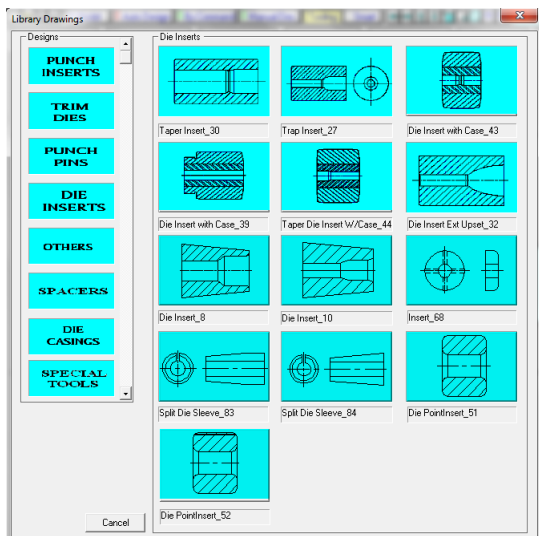 Library Drawings
Designs
PUNCH
INSERTS
TRIM
DIES
PUNCH
PINS
DIE
INSERTS
OTHERS
SPACERS
DIE
CASINGS
SPECIAL
TOOLS
Cancel
Die Inserts
Taper Insert_30
Trap Insert_27
Die Insert with Case_43
Die Insert with Case_39
Taper Die Insert W/Case_44
Die Insert Ext Upset_32
Die Insert_8
Die Insert_10
Insert_68
Split Die Sleeve_83
Split Die Sleeve_84
Die PointInsert_51
Die PointInsert_52